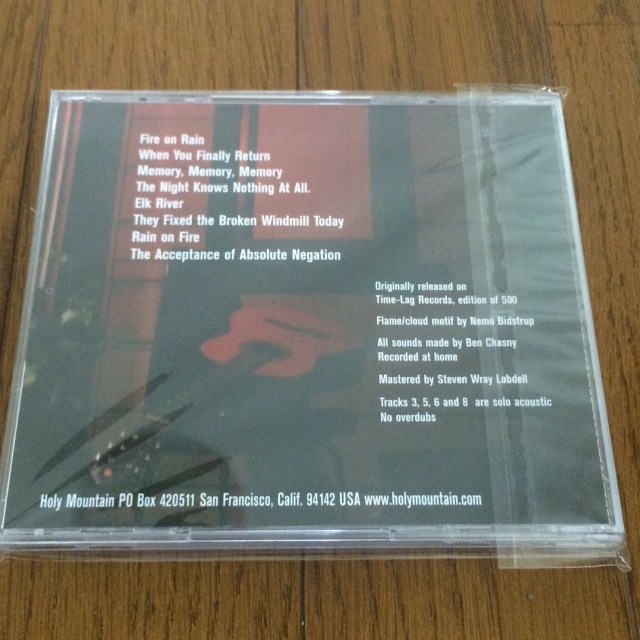 Fire on Rain
When You Finally Return
Memory, Memory, Memory
The Night Knows Nothing At All.
Elk River
They Fixed the Broken Windmill Today
Rain on Fire
The Acceptance of Absolute Negation
Originally released on
Time-Lag Records, edition of 500
Flame/cloud motif by Nemo Bidstrup
All sounds made by Ben Chasny
Recorded at home
Mastered by Steven Wray Lobdell
Tracks 3, 5, 6 and 8 are solo acoustic
No overdubs
Holy Mountain PO Box 420511 San Francisco, Calif. 94142 USA www.holymountain.com